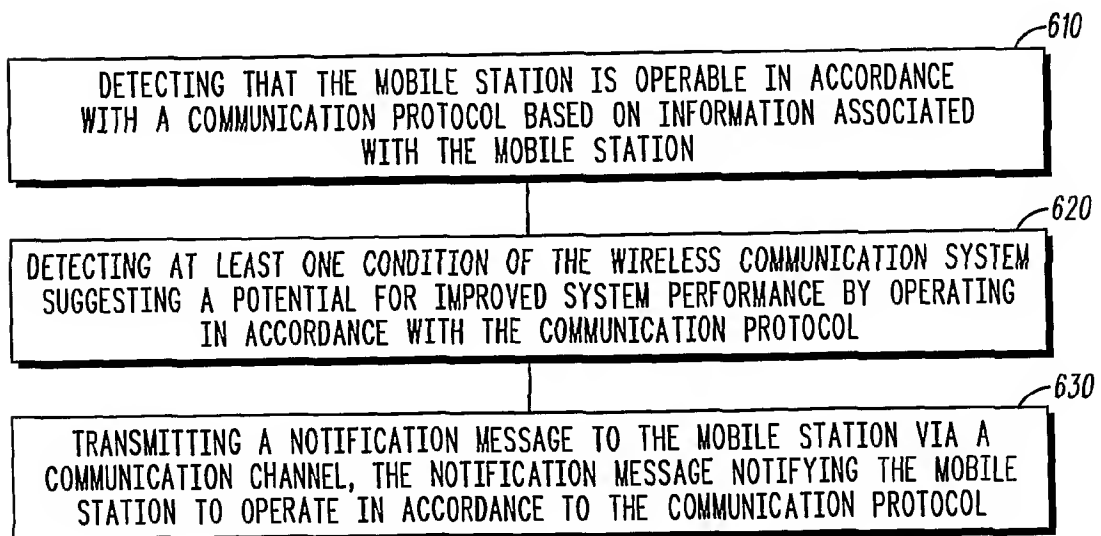 610
DETECTING THAT THE MOBILE STATION IS OPERABLE IN ACCORDANCE
WITH A COMMUNICATION PROTOCOL BASED ON INFORMATION ASSOCIATED
WITH THE MOBILE STATION
620
DETECTING AT LEAST ONE CONDITION OF THE WIRELESS COMMUNICATION SYSTEM
SUGGESTING A POTENTIAL FOR IMPROVED SYSTEM PERFORMANCE BY OPERATING
IN ACCORDANCE WITH THE COMMUNICATION PROTOCOL
630
TRANSMITTING A NOTIFICATION MESSAGE TO THE MOBILE STATION VIA A
COMMUNICATION CHANNEL, THE NOTIFICATION MESSAGE NOTIFYING THE MOBILE
STATION TO OPERATE IN ACCORDANCE TO THE COMMUNICATION PROTOCOL